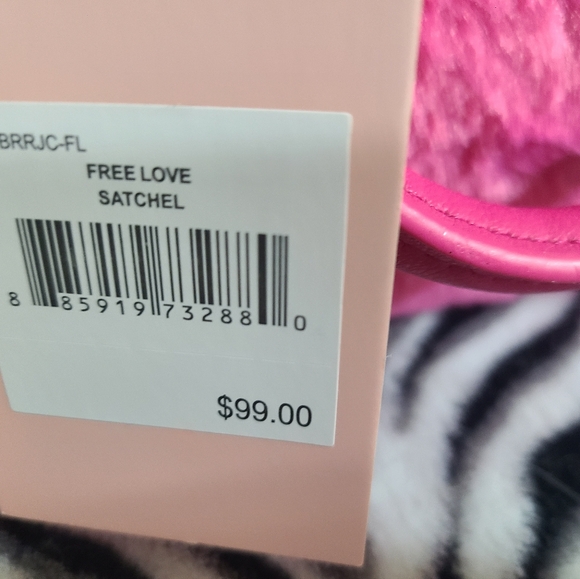 BRRJC-FL
FREE LOVE
SATCHEL
8 85919 73288 0
$99.00